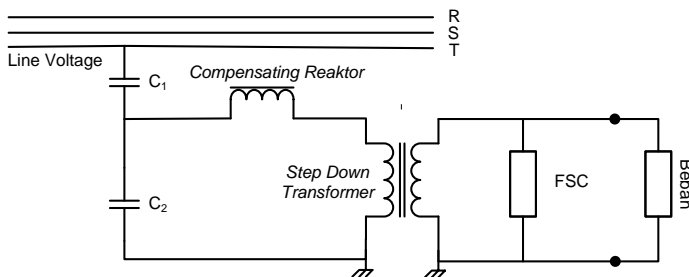 R
S
T
Line Voltage
C1
Compensating Reaktor
Step Down
Transformer
FSC
Beban
C2